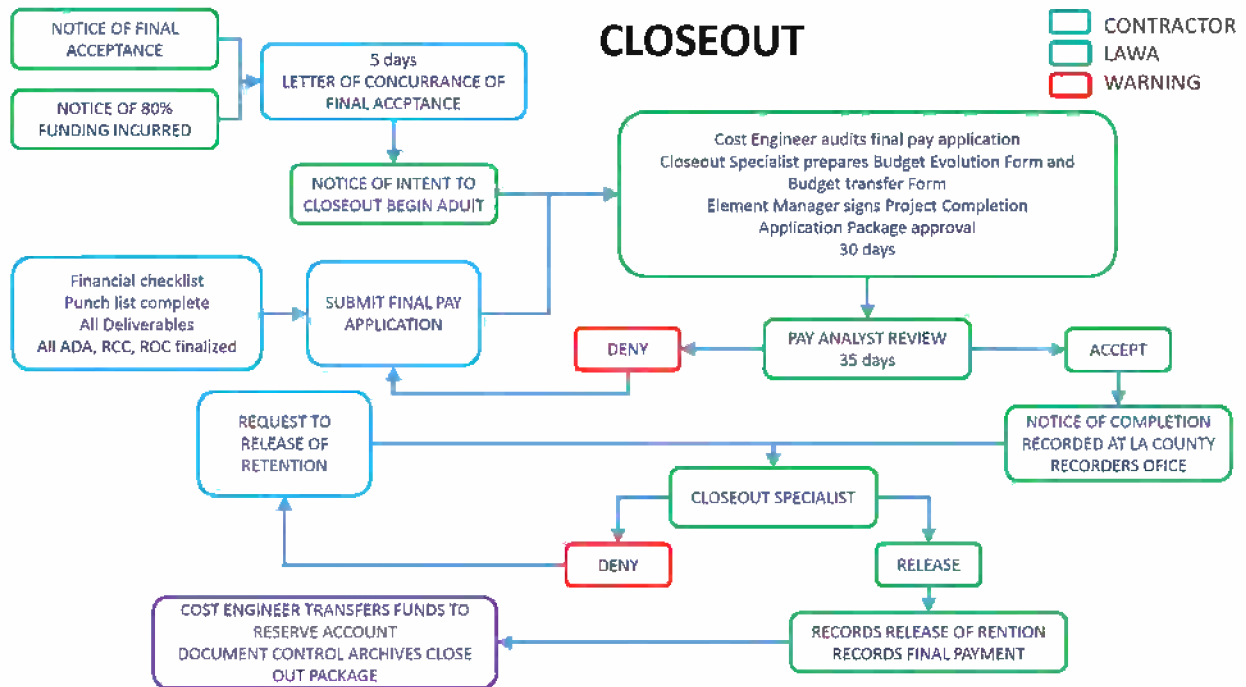 CLOSEOUT
CONTRACTOR
LAWA
WARNING
NOTICE OF FINAL
ACCEPTANCE
NOTICE OF 80%
FUNDING INCURRED
5 days
LETTER OF CONCURRANCE OF
FINAL ACCPTANCE
NOTICE OF INTENT TO
CLOSEOUT BEGIN ADUIT
Cost Engineer audits final pay application
Closeout Specialist prepares Budget Evolution Form and
Budget transfer Form
Element Manager signs Project Completion
Application Package approval
30 days
Financial checklist
Punch list complete
All Deliverables
All ADA, RCC, ROC finalized
SUBMIT FINAL PAY
APPLICATION
DENY
PAY ANALYST REVIEW
35 days
ACCEPT
REQUEST TO
RELEASE OF
RETENTION
NOTICE OF COMPLETION
RECORDED AT LA COUNTY
RECORDERS OFICE
CLOSEOUT SPECIALIST
DENY
RELEASE
COST ENGINEER TRANSFERS FUNDS TO
RESERVE ACCOUNT
DOCUMENT CONTROL ARCHIVES CLOSE
OUT PACKAGE
RECORDS RELEASE OF RENTION
RECORDS FINAL PAYMENT